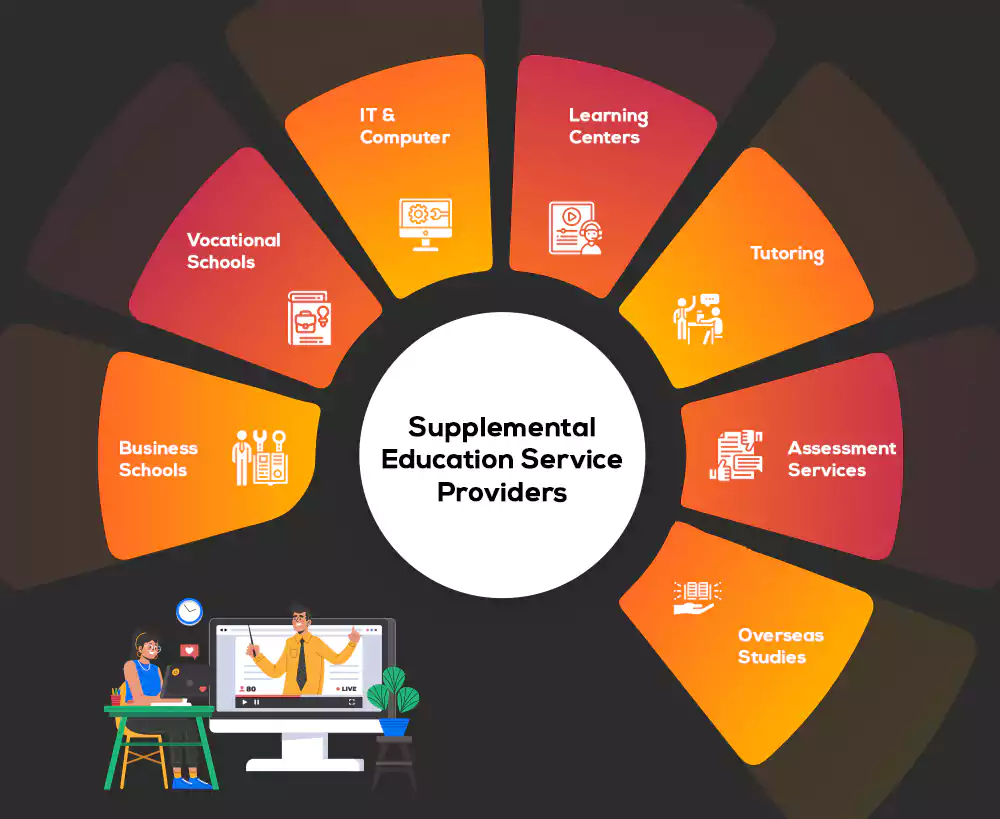 IT &
Computer
Learning
Centers
Vocational
Schools
Tutoring
Business
Schools
Supplemental
Education Service
Providers
Assessment
Services
Overseas
Studies
80
LIVE